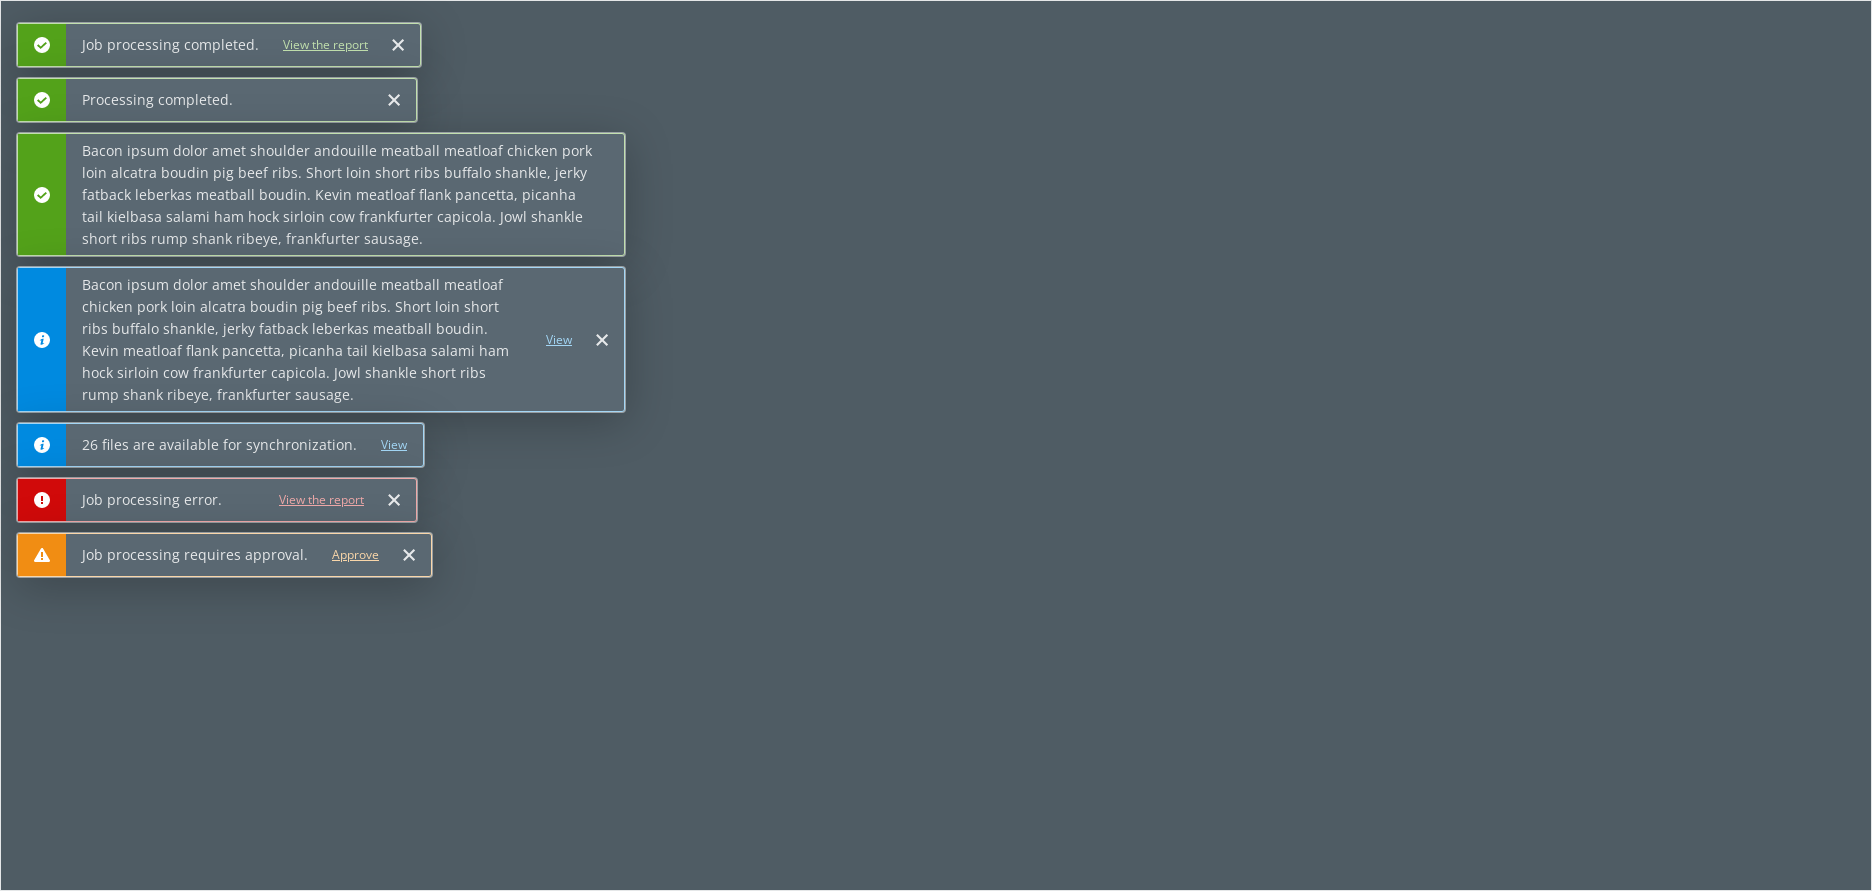 Job processing completed. View the report
Processing completed.
Bacon ipsum dolor amet shoulder andouille meatball meatloaf chicken pork
loin alcatra boudin pig beef ribs. Short loin short ribs buffalo shankle, jerky
fatback leberkas meatball boudin. Kevin meatloaf flank pancetta, picanha
tail kielbasa salami ham hock sirloin cow frankfurter capicola. Jowl shankle
short ribs rump shank ribeye, frankfurter sausage.
Bacon ipsum dolor amet shoulder andouille meatball meatloaf
chicken pork loin alcatra boudin pig beef ribs. Short loin short
ribs buffalo shankle, jerky fatback leberkas meatball boudin.
Kevin meatloaf flank pancetta, picanha tail kielbasa salami ham
hock sirloin cow frankfurter capicola. Jowl shankle short ribs
rump shank ribeye, frankfurter sausage.
View
26 files are available for synchronization. View
Job processing error. View the report
Job processing requires approval. Approve